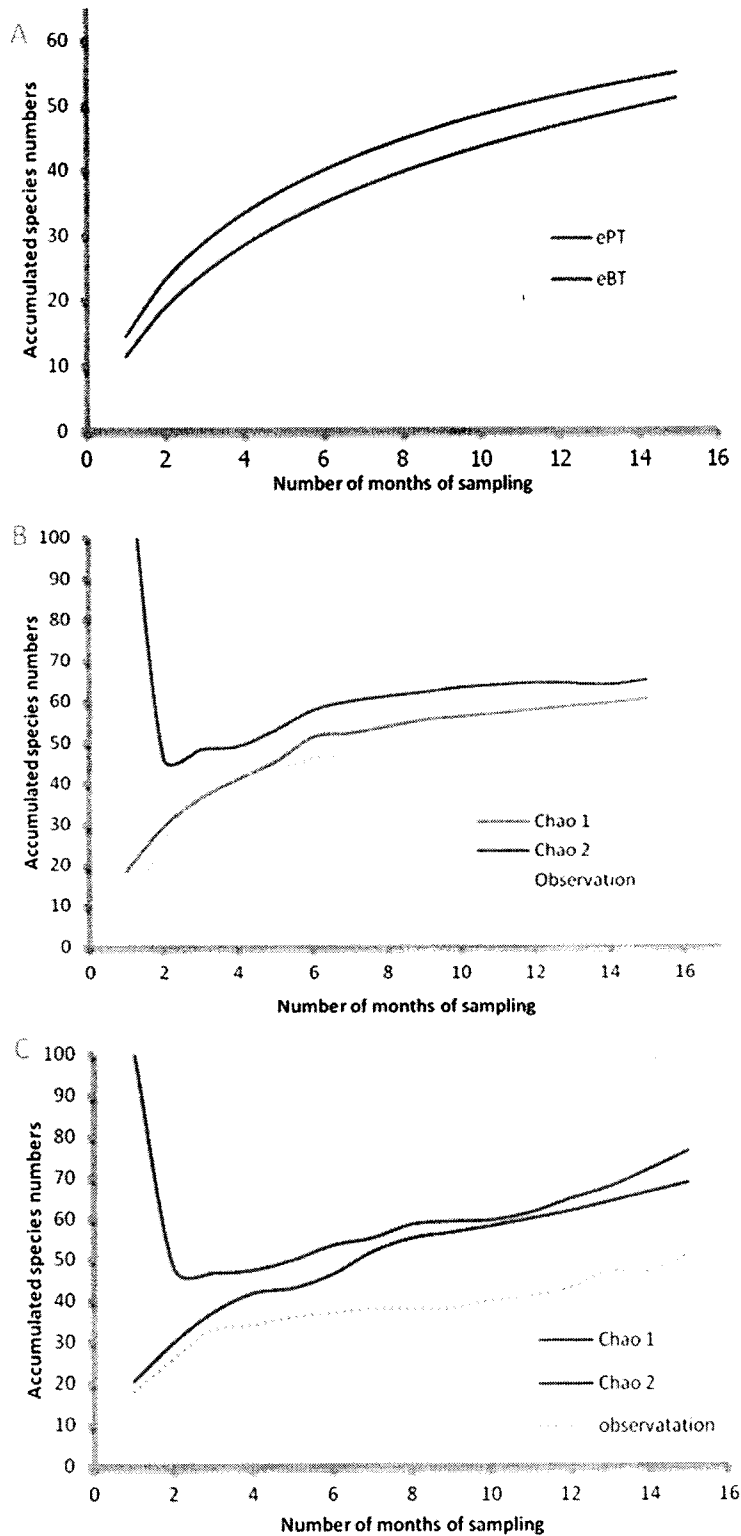 A
Accumulated species numbers
60
50
40
30
20
10
0
ePT
eBT
0 2 4 6 8 10 12 14 16
Number of months of sampling
B
Accumulated species numbers
100
90
80
70
60
50
40
30
20
10
0
Chao 1
Chao 2
Observation
0 2 4 6 8 10 12 14 16
Number of months of sampling
C
Accumulated species numbers
100
90
80
70
60
50
40
30
20
10
0
Chao 1
Chao 2
observatation
0 2 4 6 8 10 12 14 16
Number of months of sampling